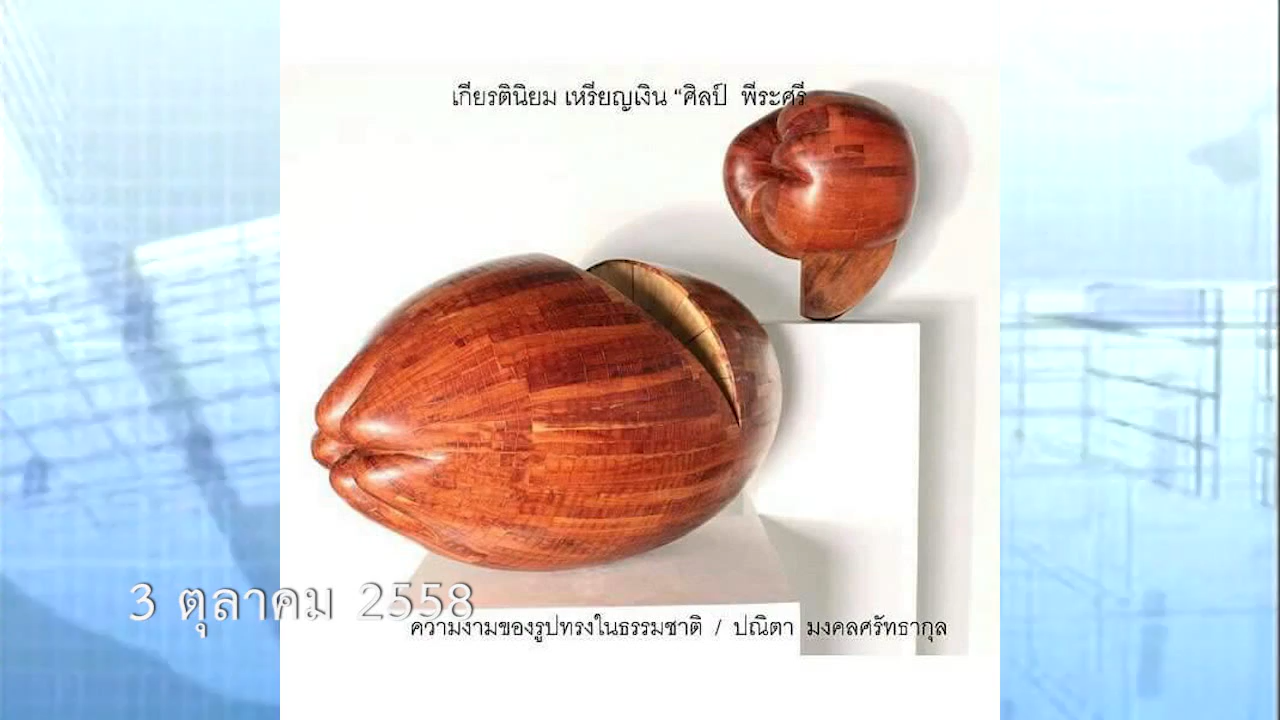 เกียรตินิยม เหรียญเงิน “ศิลป์ พีระศรี
3 ตุลาคม 2558
ความงามของรูปทรงในธรรมชาติ / ปณิตา มงคลศรัทธากุล